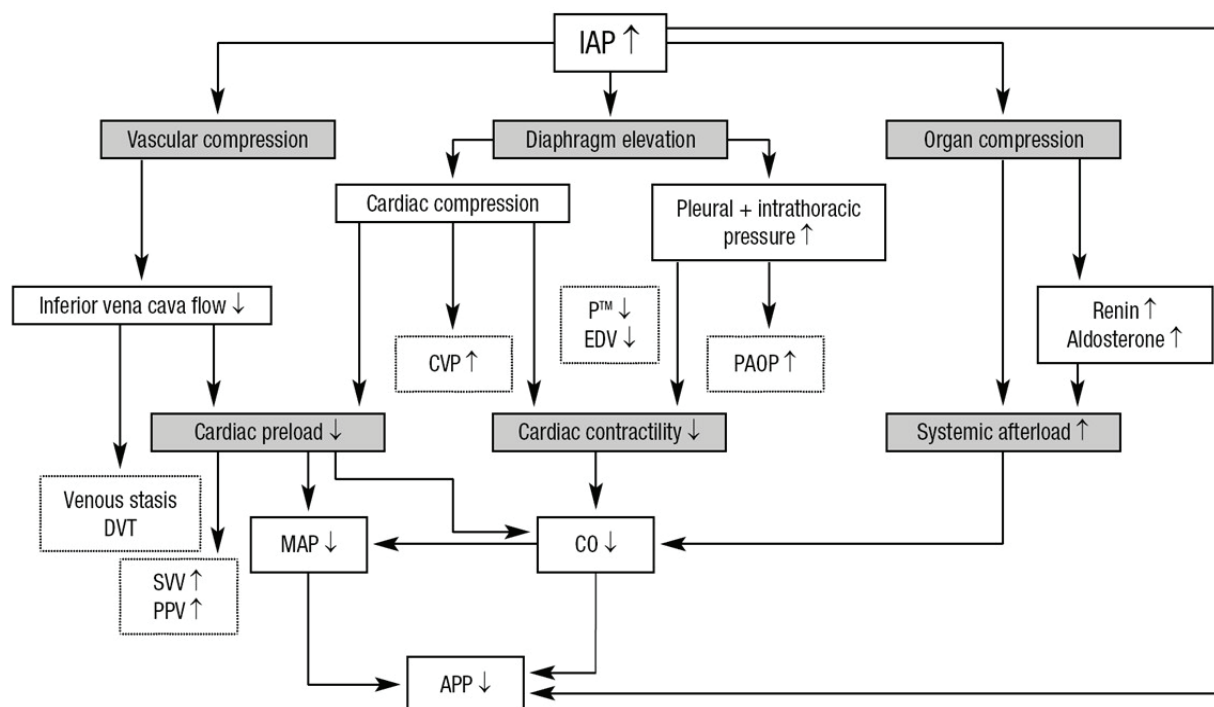 IAP ↑
Vascular compression
Diaphragm elevation
Organ compression
Cardiac compression
Pleural + intrathoracic
pressure ↑
Inferior vena cava flow ↓
P™ ↓
EDV ↓
CVP ↑
PAOP ↑
Renin ↑
Aldosterone ↑
Cardiac preload ↓
Cardiac contractility ↓
Systemic afterload ↑
Venous stasis
DVT
MAP ↓
CO ↓
SVV ↑
PPV ↑
APP ↓